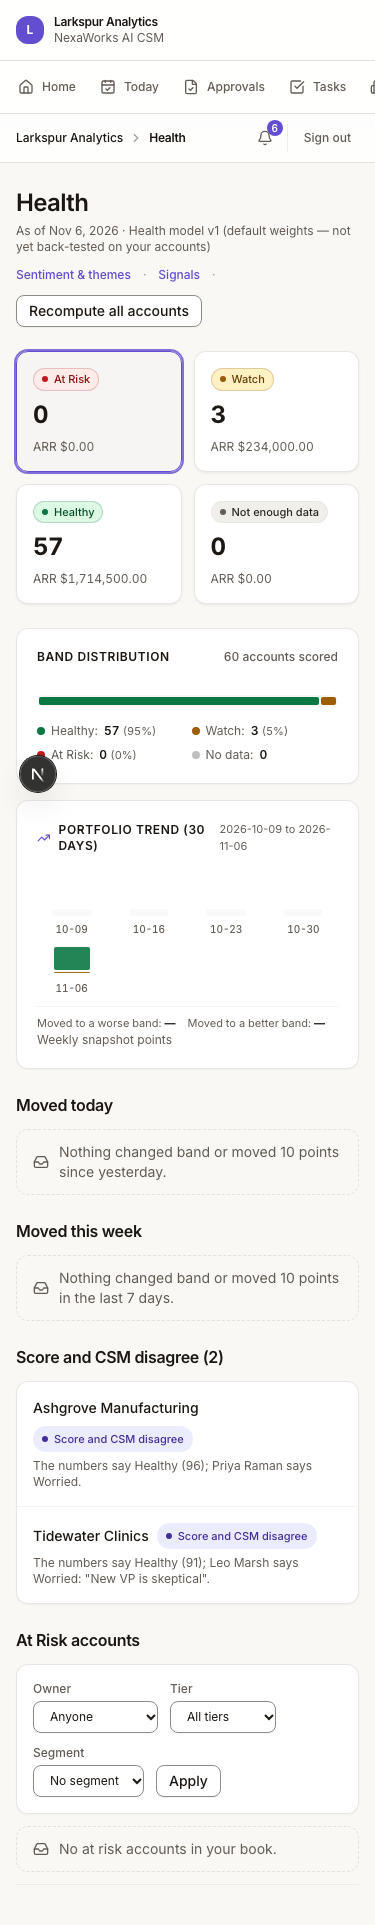 L
Larkspur Analytics
NexaWorks AI CSM
Home Today Approvals Tasks
Larkspur Analytics > Health 6 Sign out
Health
As of Nov 6, 2026 · Health model v1 (default weights — not
yet back-tested on your accounts)
Sentiment & themes · Signals ·
Recompute all accounts
At Risk Watch
0 3
ARR $0.00 ARR $234,000.00
Healthy Not enough data
57 0
ARR $1,714,500.00 ARR $0.00
BAND DISTRIBUTION 60 accounts scored
Healthy: 57 (95%) Watch: 3 (5%)
At Risk: 0 (0%) No data: 0
N
PORTFOLIO TREND (30 2026-10-09 to 2026-
DAYS) 11-06
10-09 10-16 10-23 10-30
11-06
Moved to a worse band: — Moved to a better band: —
Weekly snapshot points
Moved today
Nothing changed band or moved 10 points
since yesterday.
Moved this week
Nothing changed band or moved 10 points
in the last 7 days.
Score and CSM disagree (2)
Ashgrove Manufacturing
Score and CSM disagree
The numbers say Healthy (96); Priya Raman says
Worried.
Tidewater Clinics Score and CSM disagree
The numbers say Healthy (91); Leo Marsh says
Worried: "New VP is skeptical".
At Risk accounts
Owner Tier
Anyone All tiers
Segment
No segment Apply
No at risk accounts in your book.